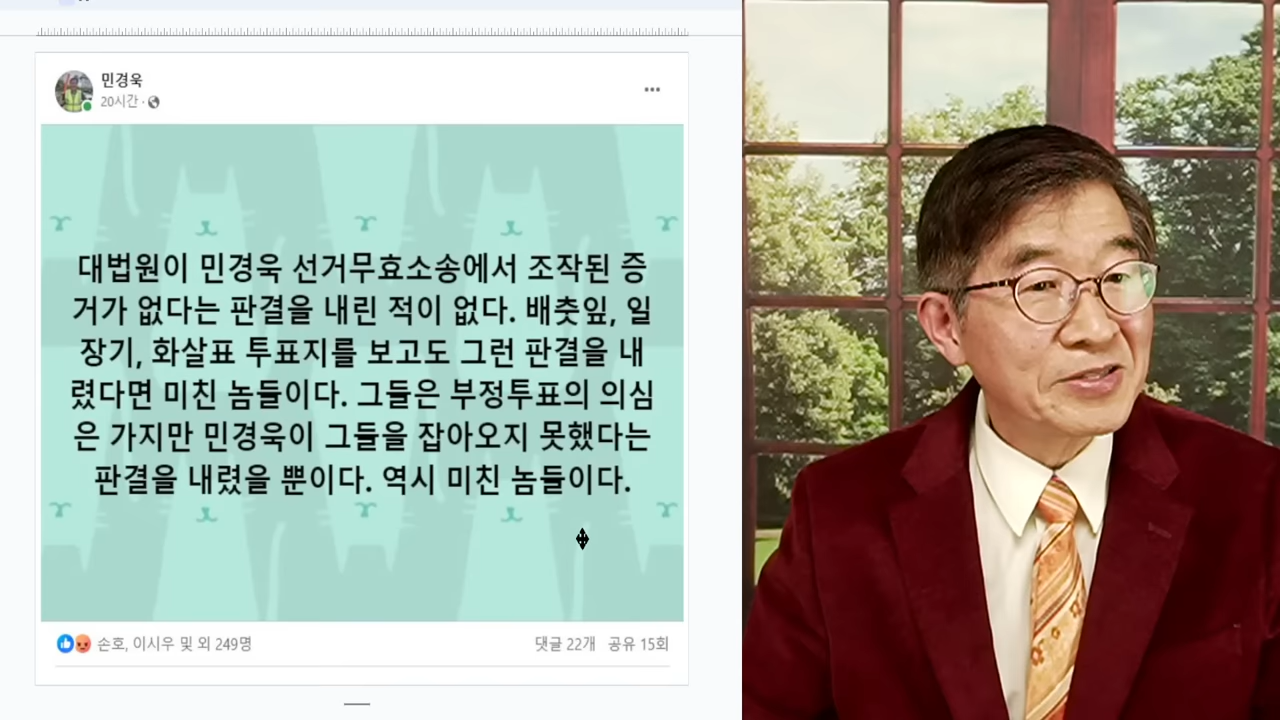 민경욱
20시간 ·
대법원이 민경욱 선거무효소송에서 조작된 증
거가 없다는 판결을 내린 적이 없다. 배춧잎, 일
장기, 화살표 투표지를 보고도 그런 판결을 내
렸다면 미친 놈들이다. 그들은 부정투표의 의심
은 가지만 민경욱이 그들을 잡아오지 못했다는
판결을 내렸을 뿐이다. 역시 미친 놈들이다.
손호, 이시우 및 외 249명
댓글 22개 공유 15회